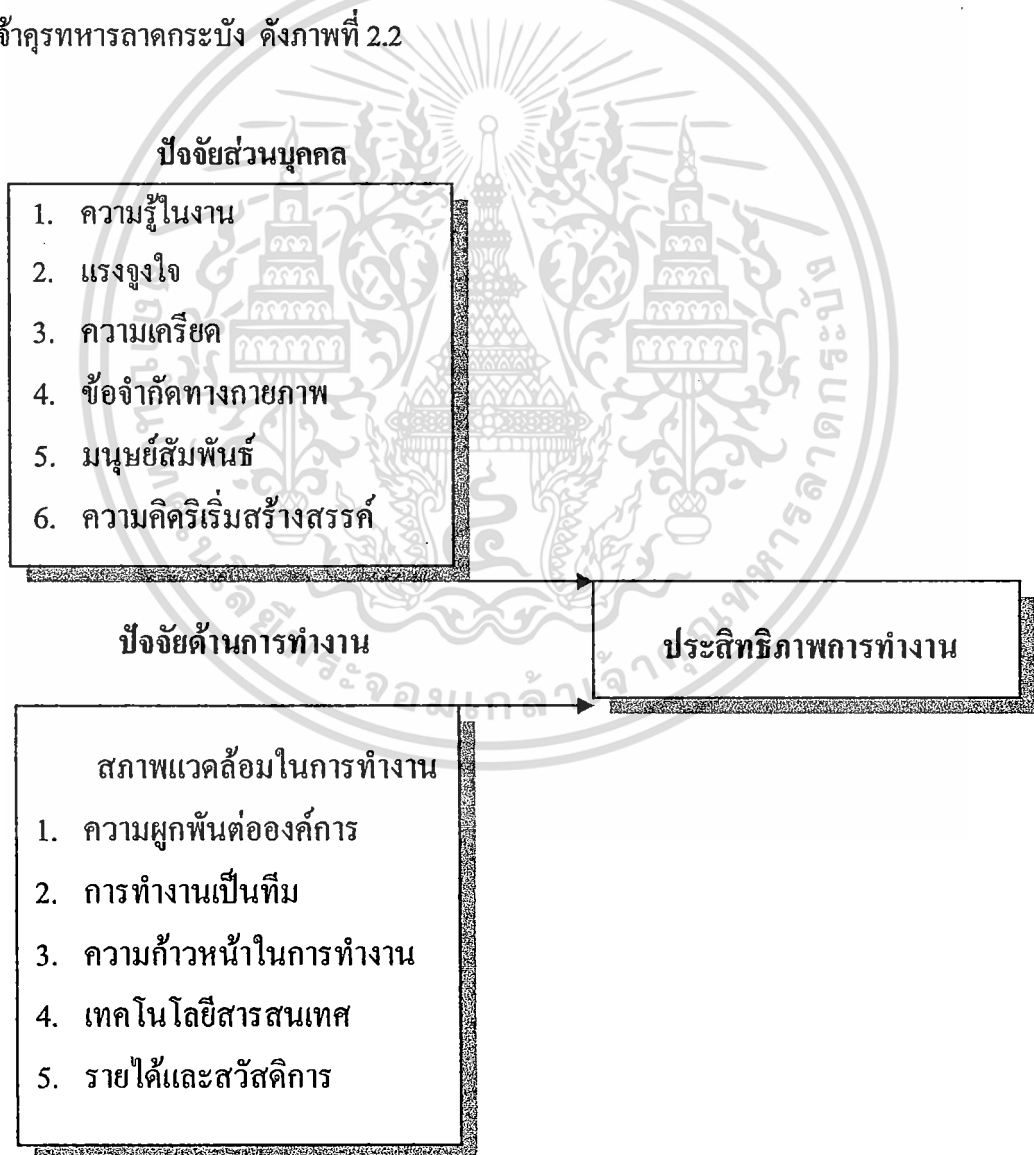 จ้าคุรทหารลาดกระบัง ดังภาพที่ 2.2
ปัจจัยส่วนบุคคล
1. ความรู้ในงาน
2. แรงจูงใจ
3. ความเครียด
4. ข้อจำกัดทางกายภาพ
5. มนุษย์สัมพันธ์
6. ความคิดริเริ่มสร้างสรรค์
ปัจจัยด้านการทำงาน
ประสิทธิภาพการทำงาน
สภาพแวดล้อมในการทำงาน
1. ความผูกพันต่อองค์การ
2. การทำงานเป็นทีม
3. ความก้าวหน้าในการทำงาน
4. เทคโนโลยีสารสนเทศ
5. รายได้และสวัสดิการ